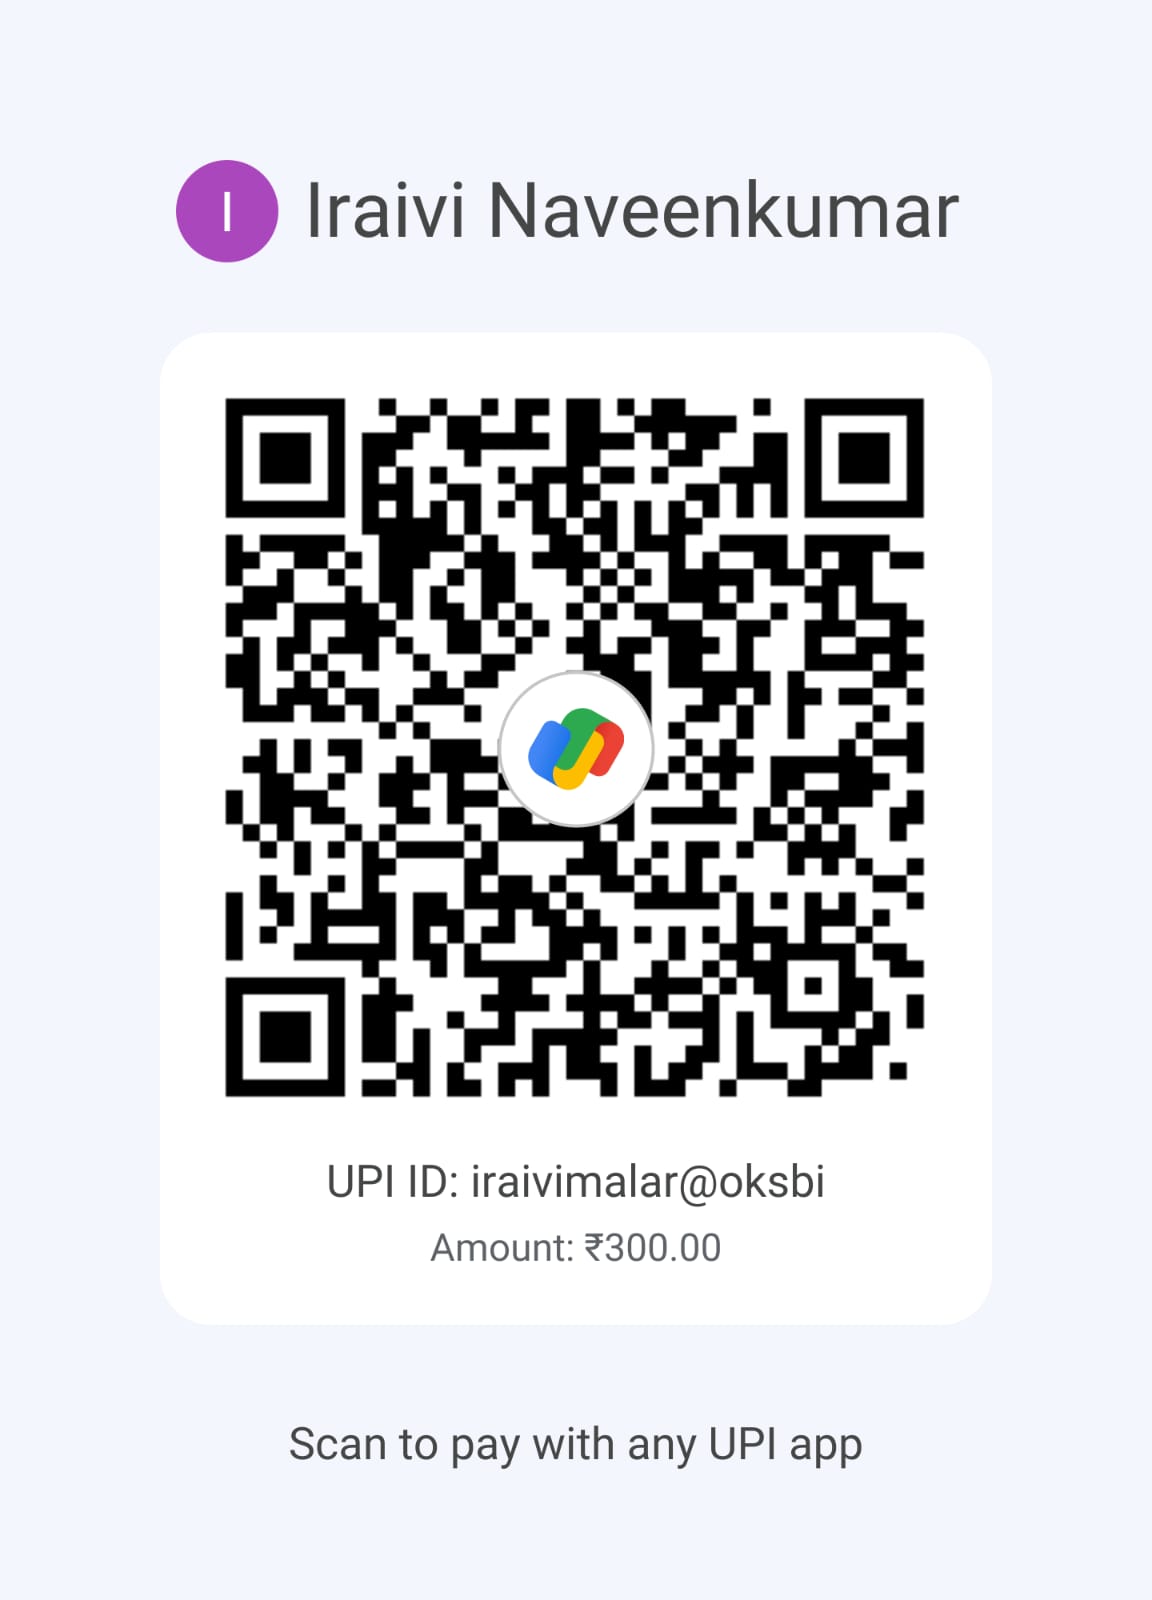 I
Iraivi Naveenkumar
UPI ID: iraivimalar@oksbi
Amount: ₹300.00
Scan to pay with any UPI app